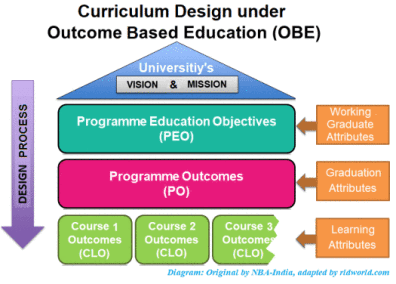 Curriculum Design under
Outcome Based Education (OBE)
Universitiy's
VISION & MISSION
DESIGN PROCESS
Programme Education Objectives
(PEO)
Working
Graduate
Attributes
Programme Outcomes
(PO)
Graduation
Attributes
Course 1
Outcomes
(CLO)
Course 2
Outcomes
(CLO)
Course 3
Outcomes
(CLO)
Learning
Attributes
Diagram: Original by NBA-India, adapted by ridworld.com